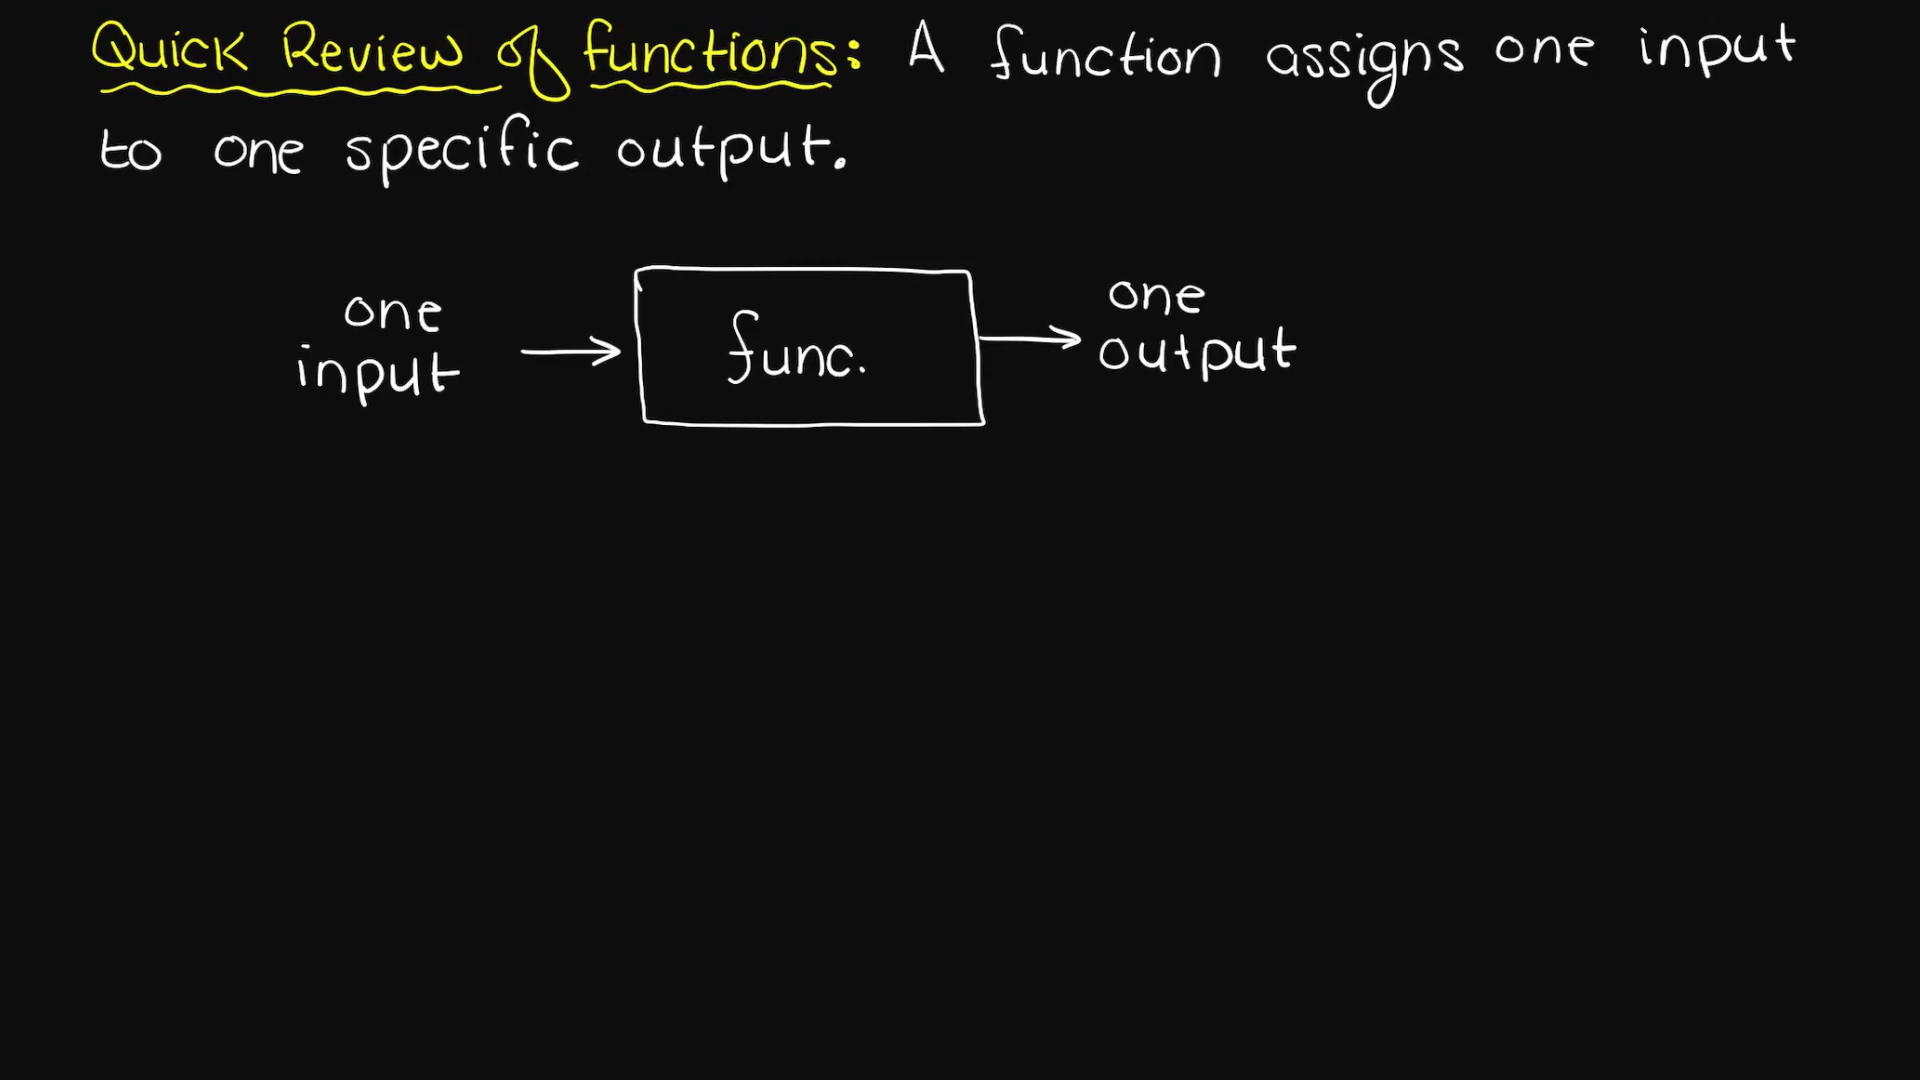 Quick Review of functions: A function assigns one input
to one specific output.
one
input
func.
one
output